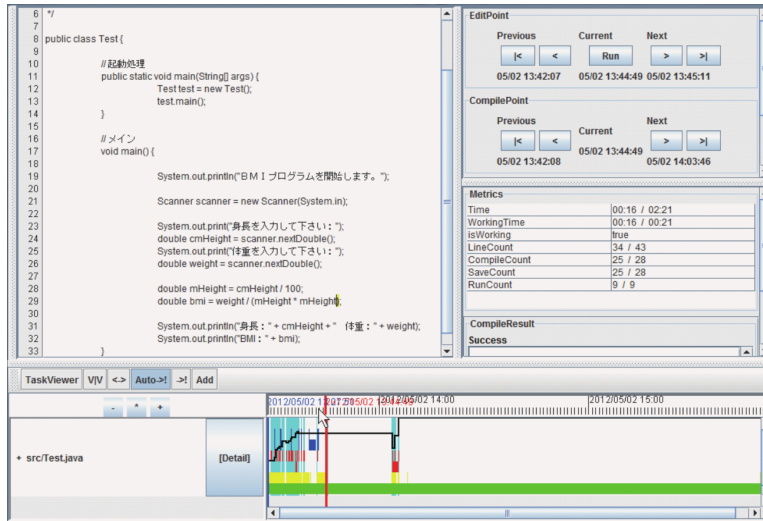 6 */
7
8 public class Test {
9
10 //起動処理
11 public static void main(String[] args) {
12 Test test = new Test();
13 test.main();
14 }
15
16 //メイン
17 void main() {
18
19 System.out.println("ＢＭＩプログラムを開始します。");
20
21 Scanner scanner = new Scanner(System.in);
22
23 System.out.print("身長を入力して下さい：");
24 double cmHeight = scanner.nextDouble();
25 System.out.print("体重を入力して下さい：");
26 double weight = scanner.nextDouble();
27
28 double mHeight = cmHeight / 100;
29 double bmi = weight / (mHeight * mHeight);
30
31 System.out.println("身長：" + cmHeight + "　体重：" + weight);
32 System.out.println("BMI：" + bmi);
33 }
EditPoint
Previous Current Next
|< < Run > >|
05/02 13:42:07 05/02 13:44:49 05/02 13:45:11
CompilePoint
Previous Current Next
|< < > >|
05/02 13:42:08 05/02 13:44:49 05/02 14:03:46
Metrics
Time 00:16 / 02:21
WorkingTime 00:16 / 00:21
isWorking true
LineCount 34 / 43
CompileCount 25 / 28
SaveCount 25 / 28
RunCount 9 / 9
CompileResult
Success
TaskViewer V|V <-> Auto->! ->! Add
- ^ +
2012/05/02 14:00 2012/05/02 15:00
+ src/Test.java [Detail]